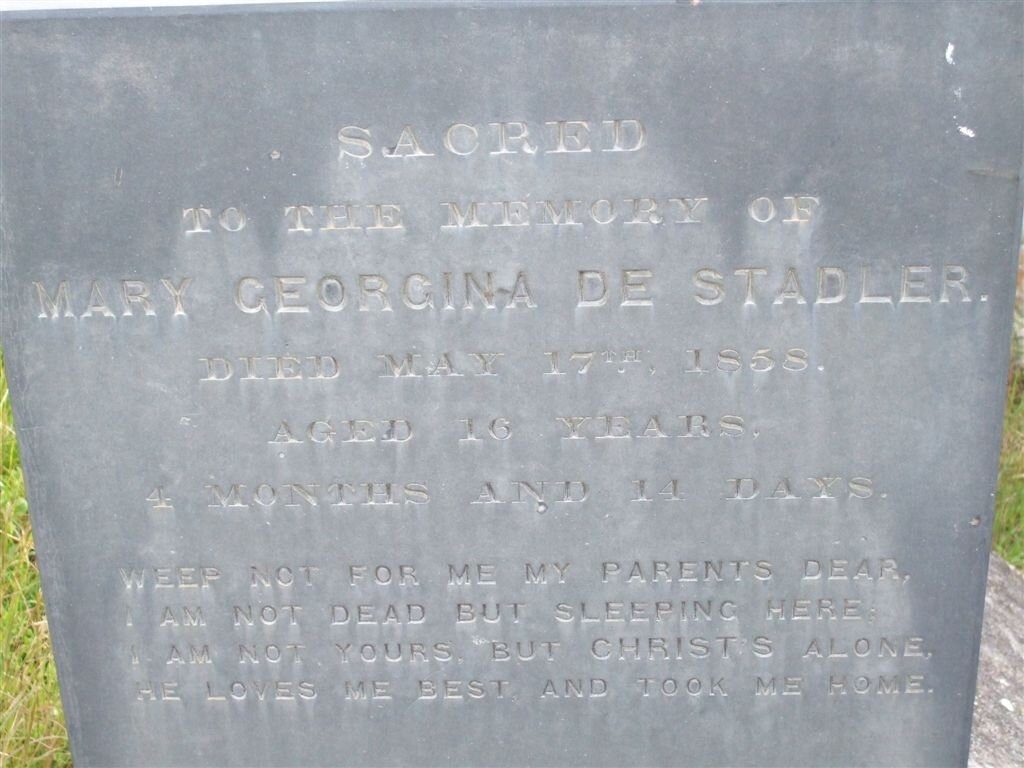 SACRED
TO THE MEMORY OF
MARY GEORGINA DE STADLER.
DIED MAY 17TH, 1858.
AGED 16 YEARS,
4 MONTHS AND 14 DAYS.
WEEP NOT FOR ME MY PARENTS DEAR,
I AM NOT DEAD BUT SLEEPING HERE;
I AM NOT YOURS, BUT CHRIST'S ALONE,
HE LOVES ME BEST, AND TOOK ME HOME.